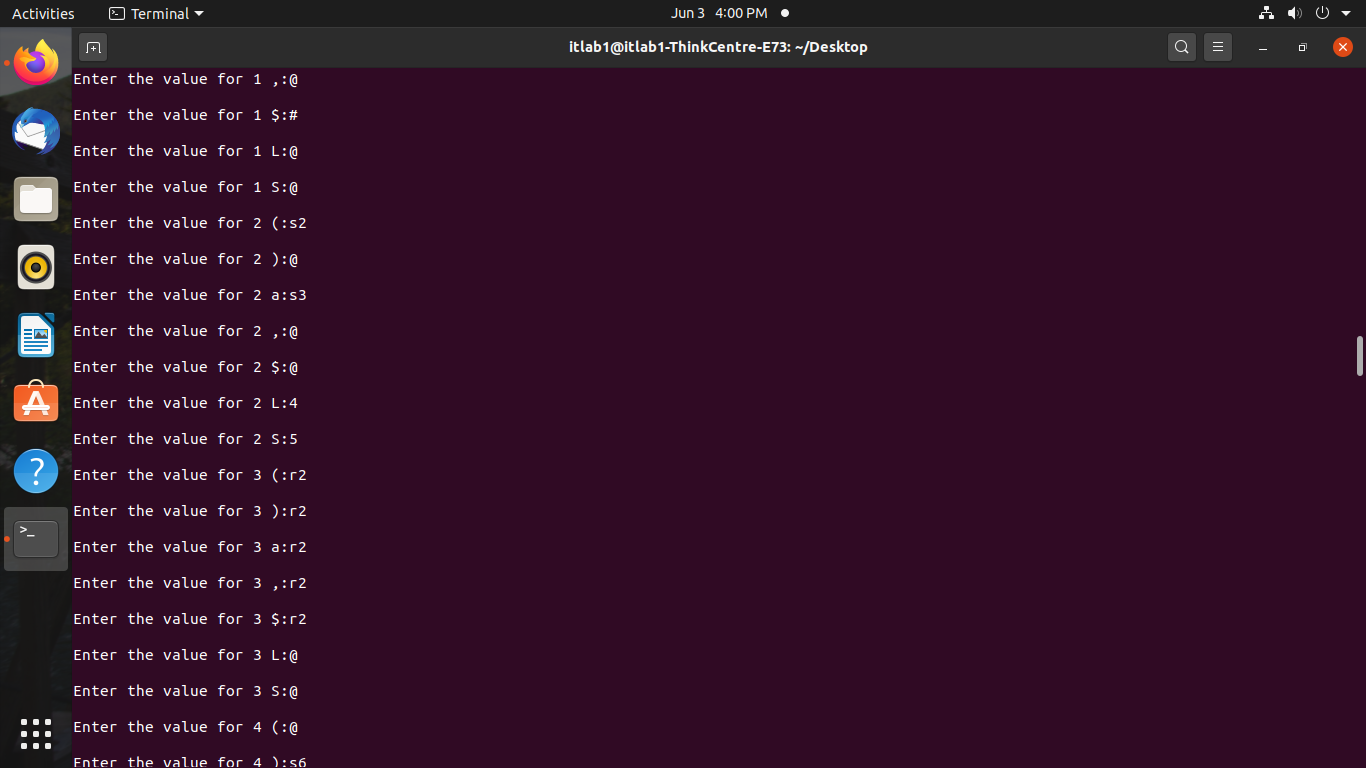 Activities
Terminal
Jun 3 4:00 PM
itlab1@itlab1-ThinkCentre-E73: ~/Desktop
Enter the value for 1 ,:@
Enter the value for 1 $:#
Enter the value for 1 L:@
Enter the value for 1 S:@
Enter the value for 2 (:s2
Enter the value for 2 ):@
Enter the value for 2 a:s3
Enter the value for 2 ,:@
Enter the value for 2 $:@
Enter the value for 2 L:4
Enter the value for 2 S:5
Enter the value for 3 (:r2
Enter the value for 3 ):r2
Enter the value for 3 a:r2
Enter the value for 3 ,:r2
Enter the value for 3 $:r2
Enter the value for 3 L:@
Enter the value for 3 S:@
Enter the value for 4 (:@
Enter the value for 4 ):s6